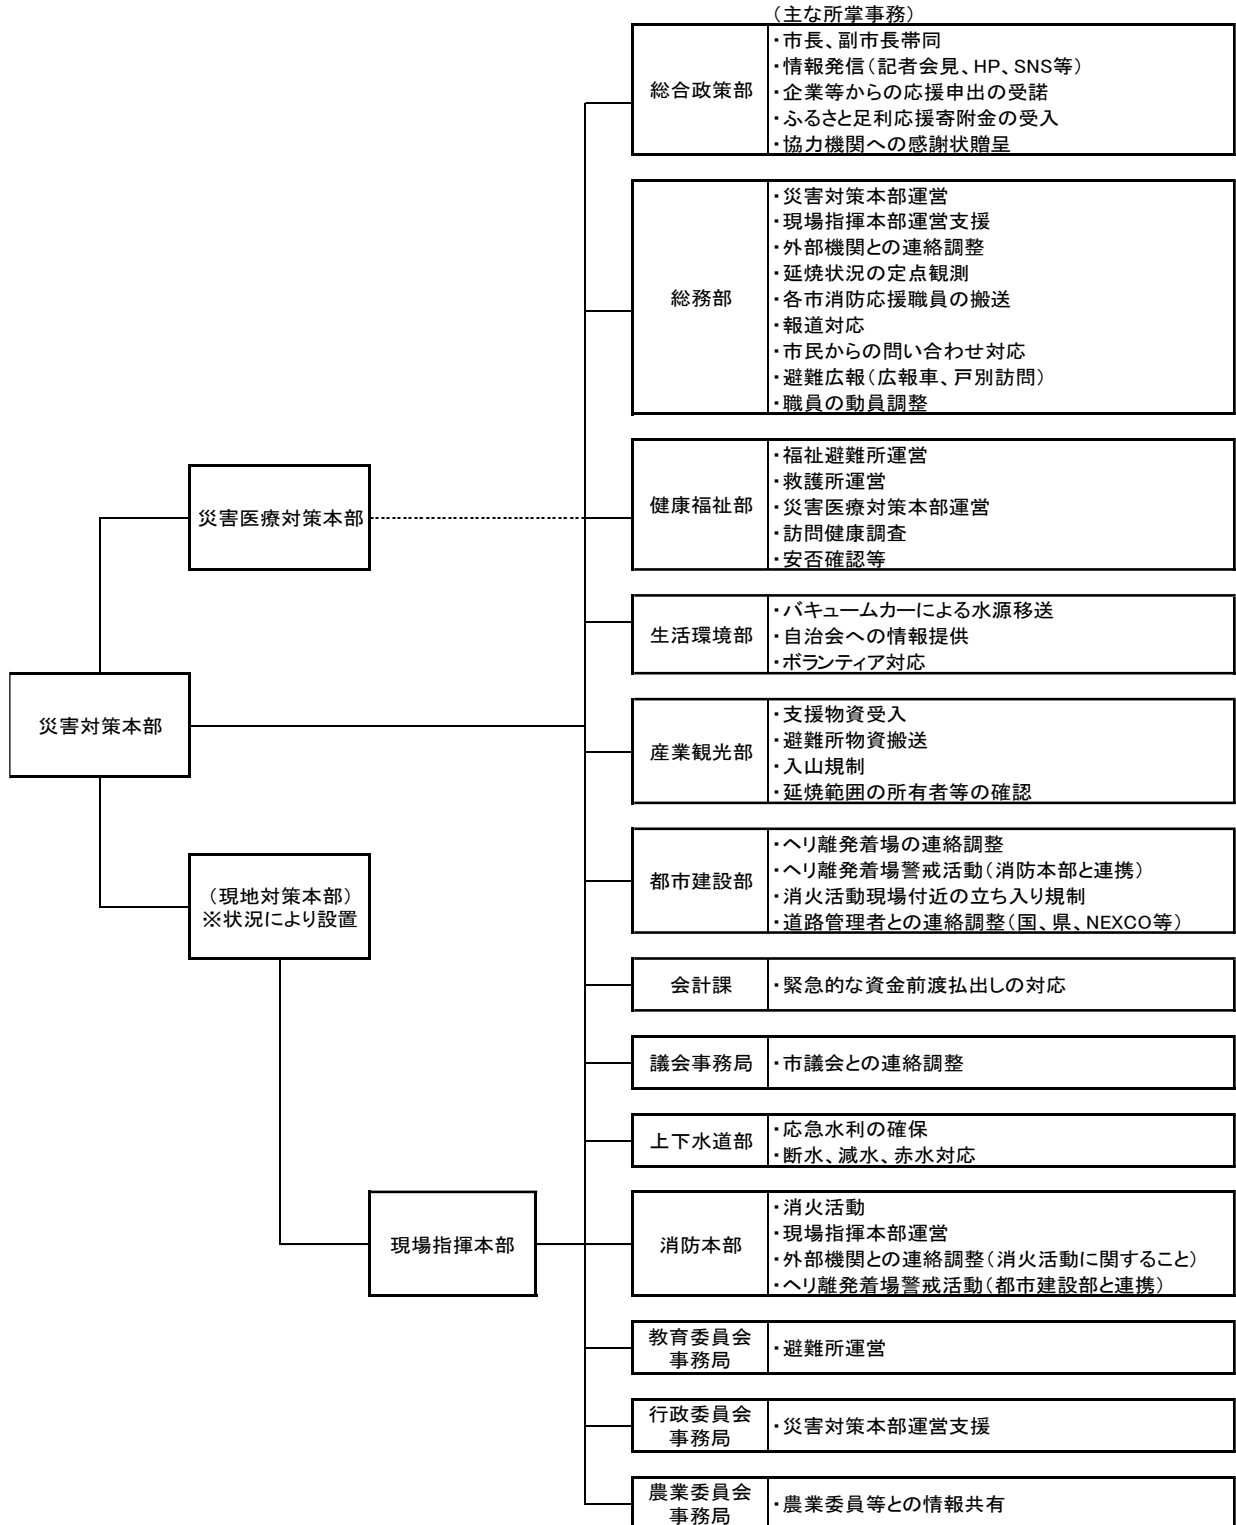 （主な所掌事務）
総合政策部
・市長、副市長帯同
・情報発信（記者会見、HP、SNS等）
・企業等からの応援申出の受諾
・ふるさと足利応援寄附金の受入
・協力機関への感謝状贈呈
総務部
・災害対策本部運営
・現場指揮本部運営支援
・外部機関との連絡調整
・延焼状況の定点観測
・各市消防応援職員の搬送
・報道対応
・市民からの問い合わせ対応
・避難広報（広報車、戸別訪問）
・職員の動員調整
災害医療対策本部
健康福祉部
・福祉避難所運営
・救護所運営
・災害医療対策本部運営
・訪問健康調査
・安否確認等
生活環境部
・バキュームカーによる水源移送
・自治会への情報提供
・ボランティア対応
災害対策本部
産業観光部
・支援物資受入
・避難所物資搬送
・入山規制
・延焼範囲の所有者等の確認
（現地対策本部）
※状況により設置
都市建設部
・ヘリ離発着場の連絡調整
・ヘリ離発着場警戒活動（消防本部と連携）
・消火活動現場付近の立ち入り規制
・道路管理者との連絡調整（国、県、NEXCO等）
会計課
・緊急的な資金前渡払出しの対応
議会事務局
・市議会との連絡調整
上下水道部
・応急水利の確保
・断水、減水、赤水対応
現場指揮本部
消防本部
・消火活動
・現場指揮本部運営
・外部機関との連絡調整（消火活動に関すること）
・ヘリ離発着場警戒活動（都市建設部と連携）
教育委員会
事務局
・避難所運営
行政委員会
事務局
・災害対策本部運営支援
農業委員会
事務局
・農業委員等との情報共有